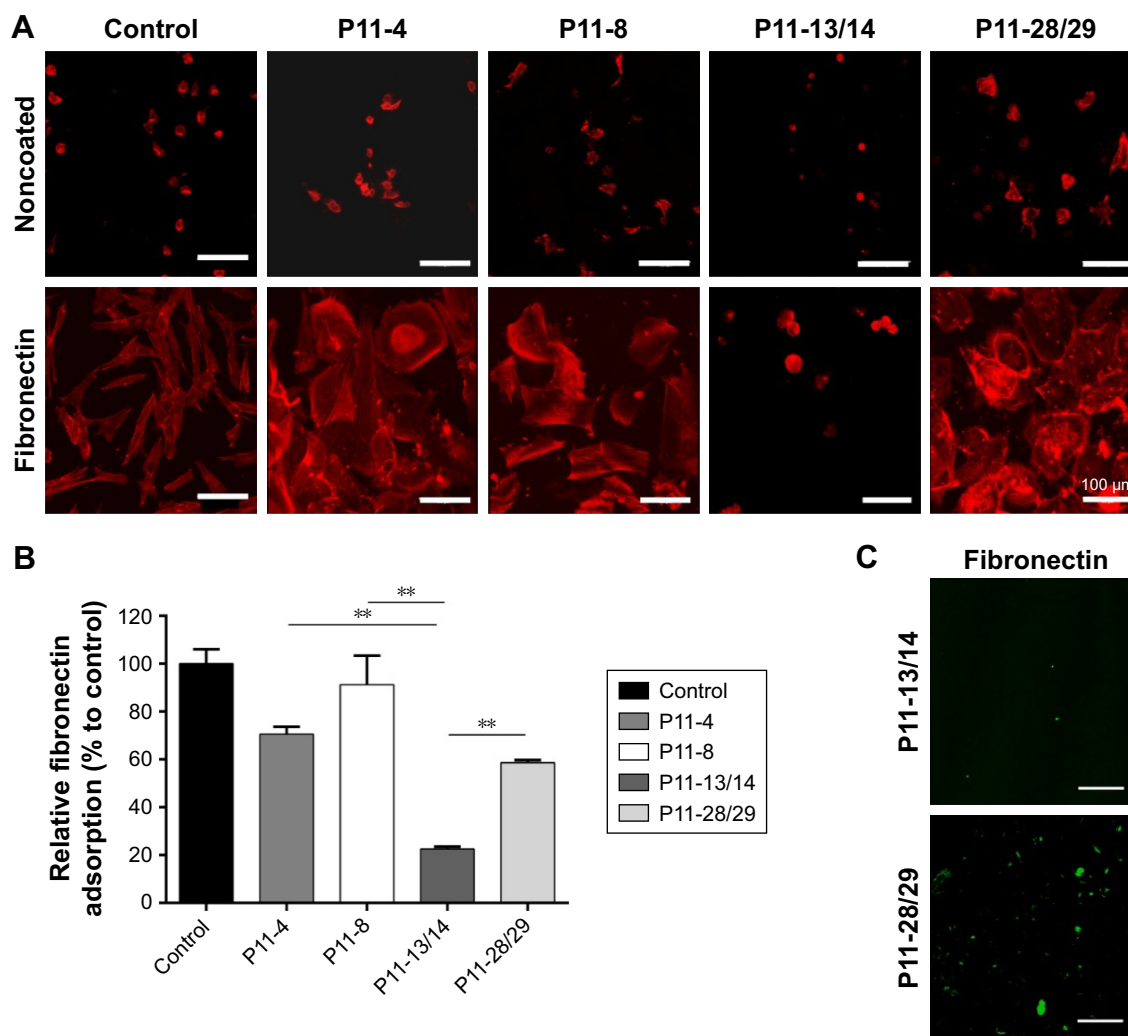 A
Control
P11-4
P11-8
P11-13/14
P11-28/29
Noncoated
Fibronectin
100 µm
B
Relative fibronectin
adsorption (% to control)
120
100
80
60
40
20
0
**
**
**
Control
P11-4
P11-8
P11-13/14
P11-28/29
Control
P11-4
P11-8
P11-13/14
P11-28/29
C
Fibronectin
P11-13/14
P11-28/29